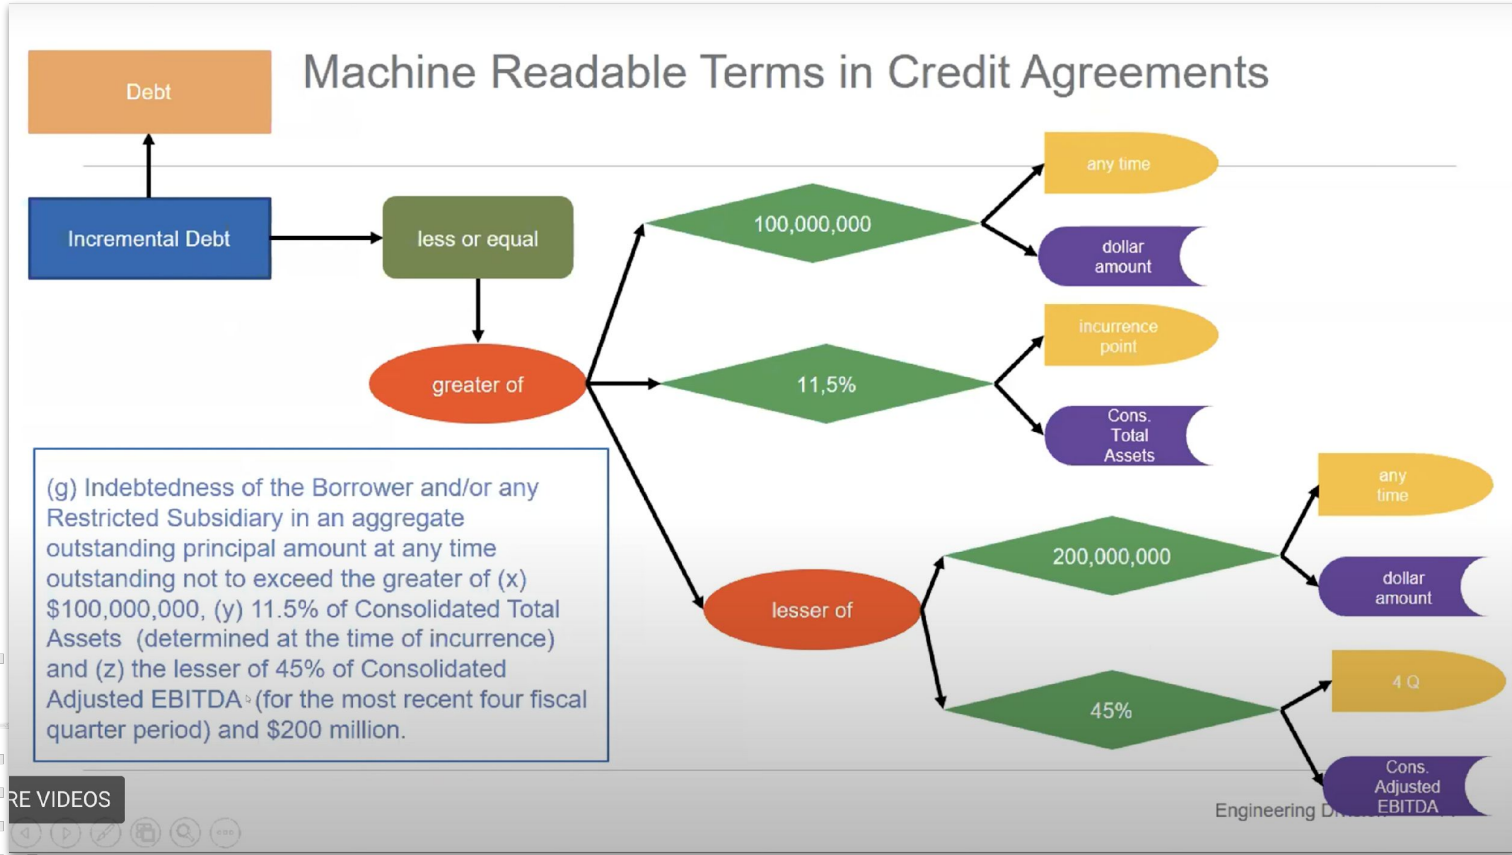 Machine Readable Terms in Credit Agreements
Debt
Incremental Debt
less or equal
greater of
100,000,000
any time
dollar
amount
11,5%
incurrence
point
Cons.
Total
Assets
lesser of
200,000,000
any
time
dollar
amount
45%
4 Q
Cons.
Adjusted
EBITDA
(g) Indebtedness of the Borrower and/or any
Restricted Subsidiary in an aggregate
outstanding principal amount at any time
outstanding not to exceed the greater of (x)
$100,000,000, (y) 11.5% of Consolidated Total
Assets (determined at the time of incurrence)
and (z) the lesser of 45% of Consolidated
Adjusted EBITDA (for the most recent four fiscal
quarter period) and $200 million.
RE VIDEOS
Engineering